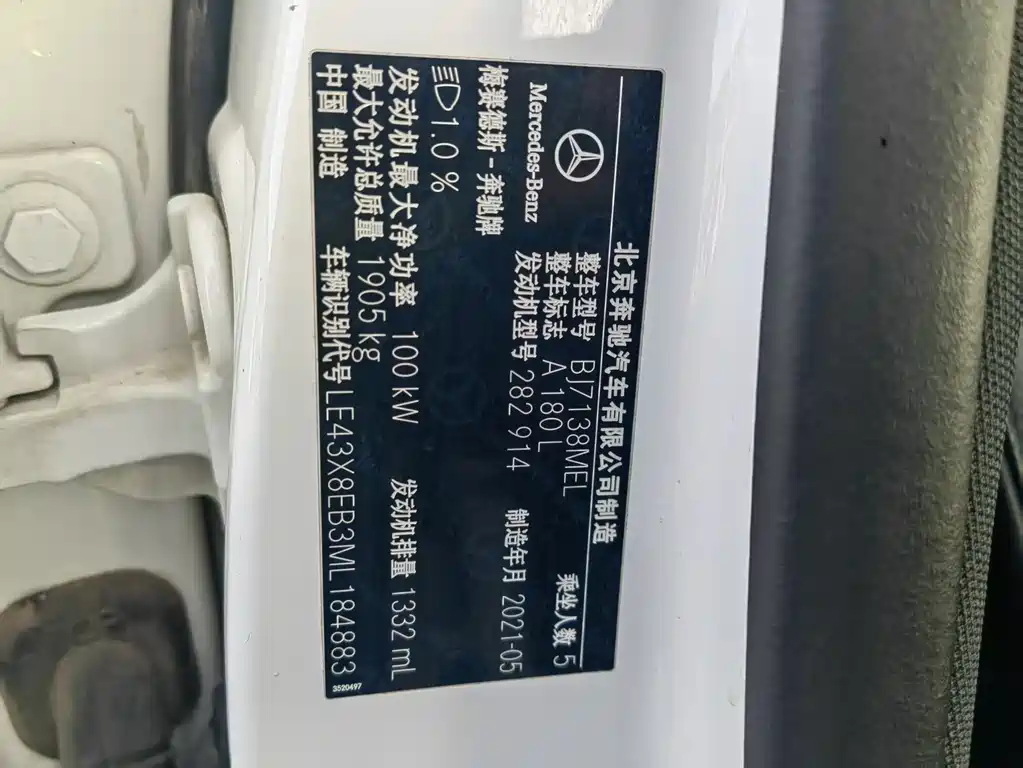 北京奔驰汽车有限公司制造
Mercedes-Benz
整车型号 BJ7138MEL
整车标志 A 180 L 乘坐人数 5
梅赛德斯-奔驰牌 发动机型号 282 914 制造年月 2021-05
1.0 %
发动机最大净功率 100 kW 发动机排量 1332 mL
最大允许总质量 1905 kg
中国 制造 车辆识别代号 LE43X8EB3ML184883
3520497